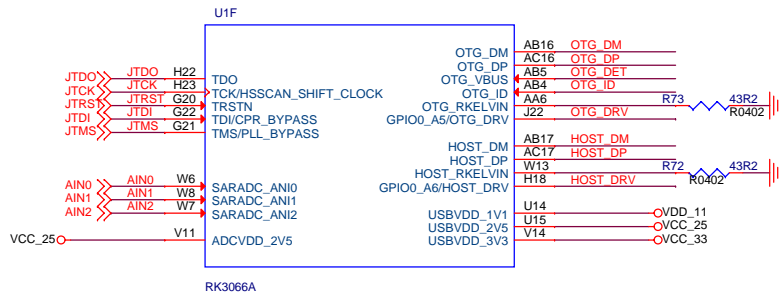 U1F
JTDO JTDO H22 TDO
JTCK JTCK H23 TCK/HSSCAN_SHIFT_CLOCK
JTRST JTRST G20 TRSTN
JTDI JTDI G22 TDI/CPR_BYPASS
JTMS JTMS G21 TMS/PLL_BYPASS
AIN0 AIN0 W6 SARADC_ANI0
AIN1 AIN1 W8 SARADC_ANI1
AIN2 AIN2 W7 SARADC_ANI2
VCC_25 V11 ADCVDD_2V5
OTG_DM AB16 OTG_DM
OTG_DP AC16 OTG_DP
OTG_VBUS AB5 OTG_DET
OTG_ID AB4 OTG_ID
OTG_RKELVIN AA6 R73 43R2
R0402
GPIO0_A5/OTG_DRV J22 OTG_DRV
HOST_DM AB17 HOST_DM
HOST_DP AC17 HOST_DP
HOST_RKELVIN W13 R72 43R2
R0402
GPIO0_A6/HOST_DRV H18 HOST_DRV
USBVDD_1V1 U14 VDD_11
USBVDD_2V5 U15 VCC_25
USBVDD_3V3 V14 VCC_33
RK3066A